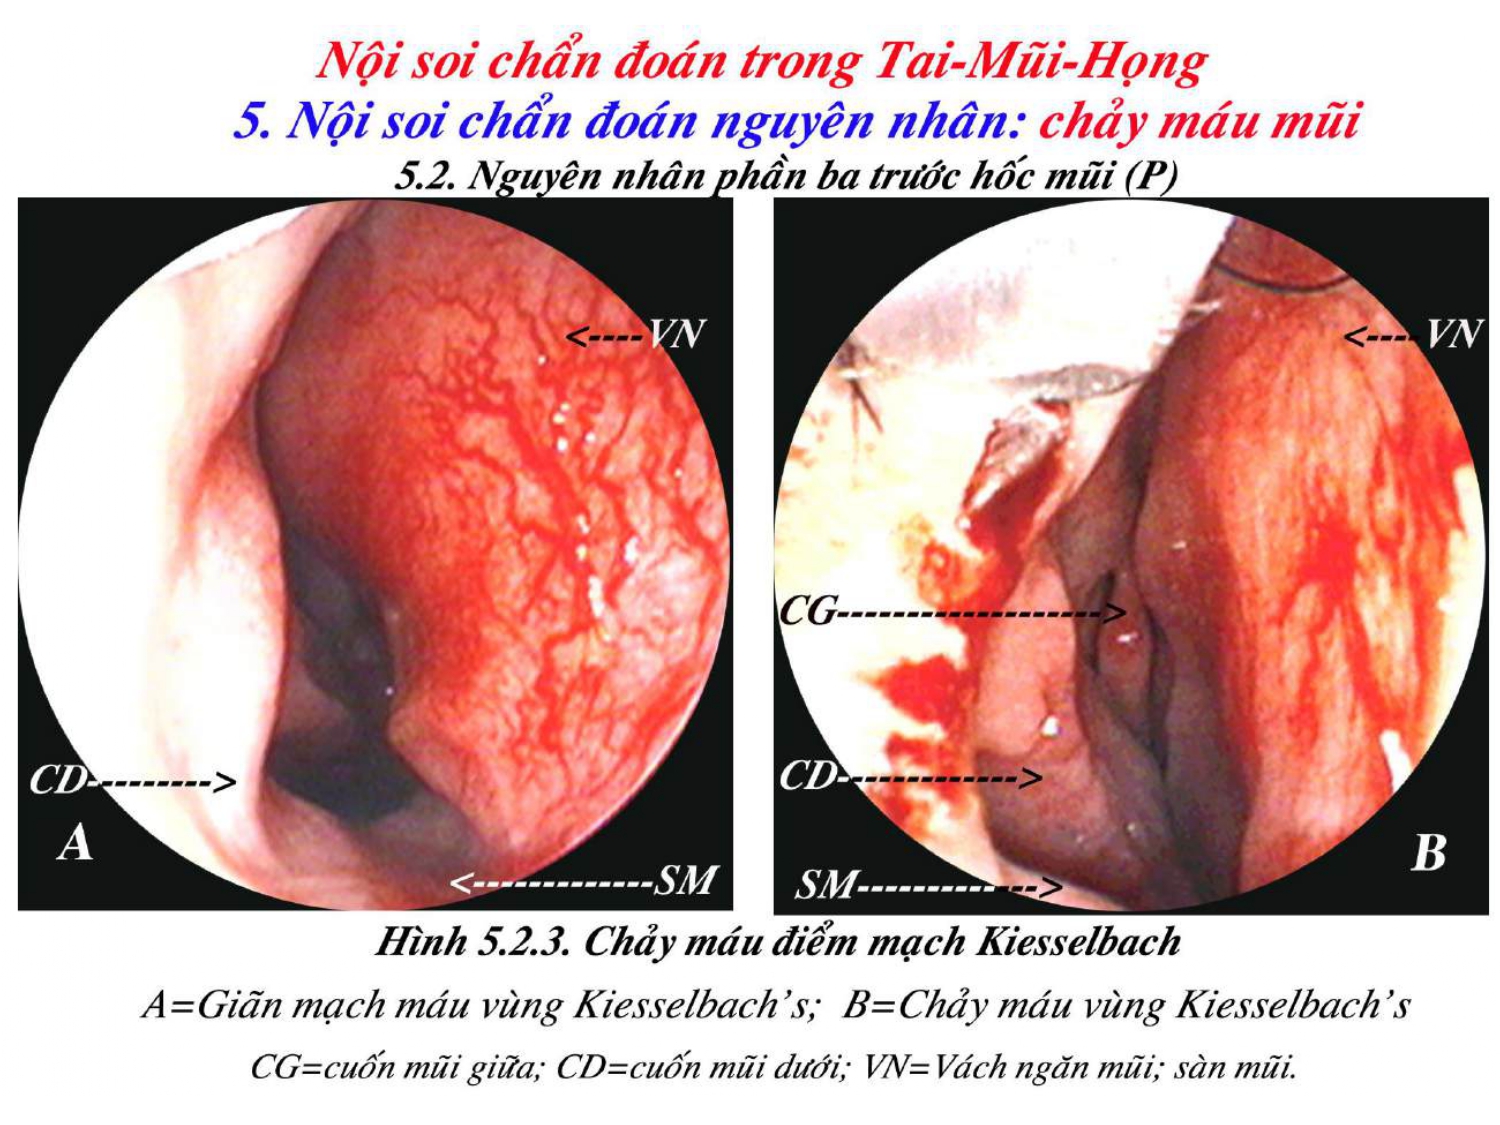 Nội soi chẩn đoán trong Tai-Mũi-Họng
5. Nội soi chẩn đoán nguyên nhân: chảy máu mũi
5.2. Nguyên nhân phần ba trước hốc mũi (P)
<----VN
CD--------->
A
<-------------SM
<----VN
CG------------------->
CD------------->
SM------------->
B
Hình 5.2.3. Chảy máu điểm mạch Kiesselbach
A=Giãn mạch máu vùng Kiesselbach's; B=Chảy máu vùng Kiesselbach's
CG=cuốn mũi giữa; CD=cuốn mũi dưới; VN=Vách ngăn mũi; sàn mũi.